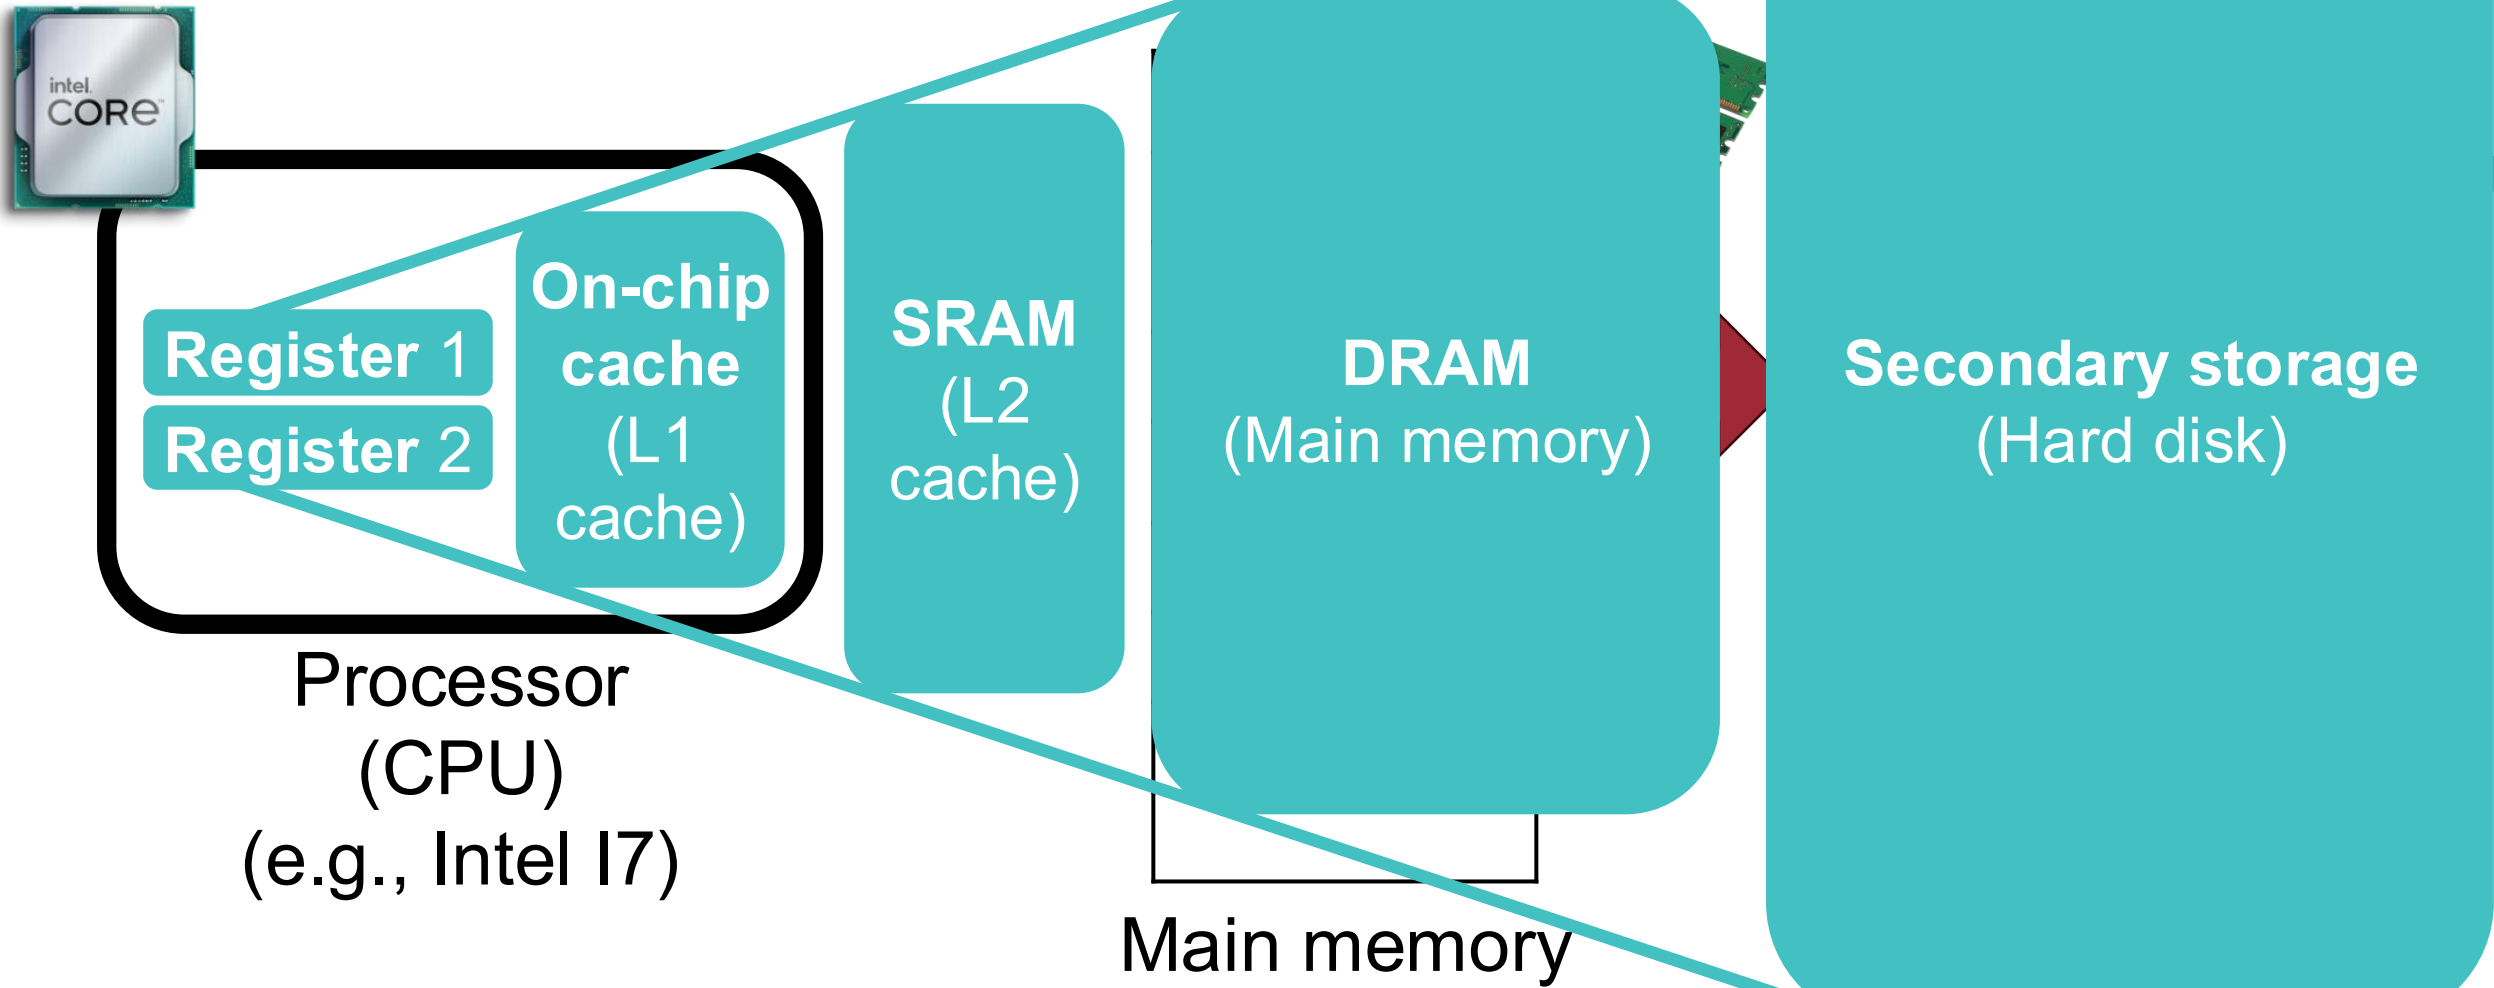 intel.
CORE
Register 1
Register 2
On-chip
cache
(L1
cache)
SRAM
(L2
cache)
DRAM
(Main memory)
Secondary storage
(Hard disk)
Processor
(CPU)
(e.g., Intel I7)
Main memory